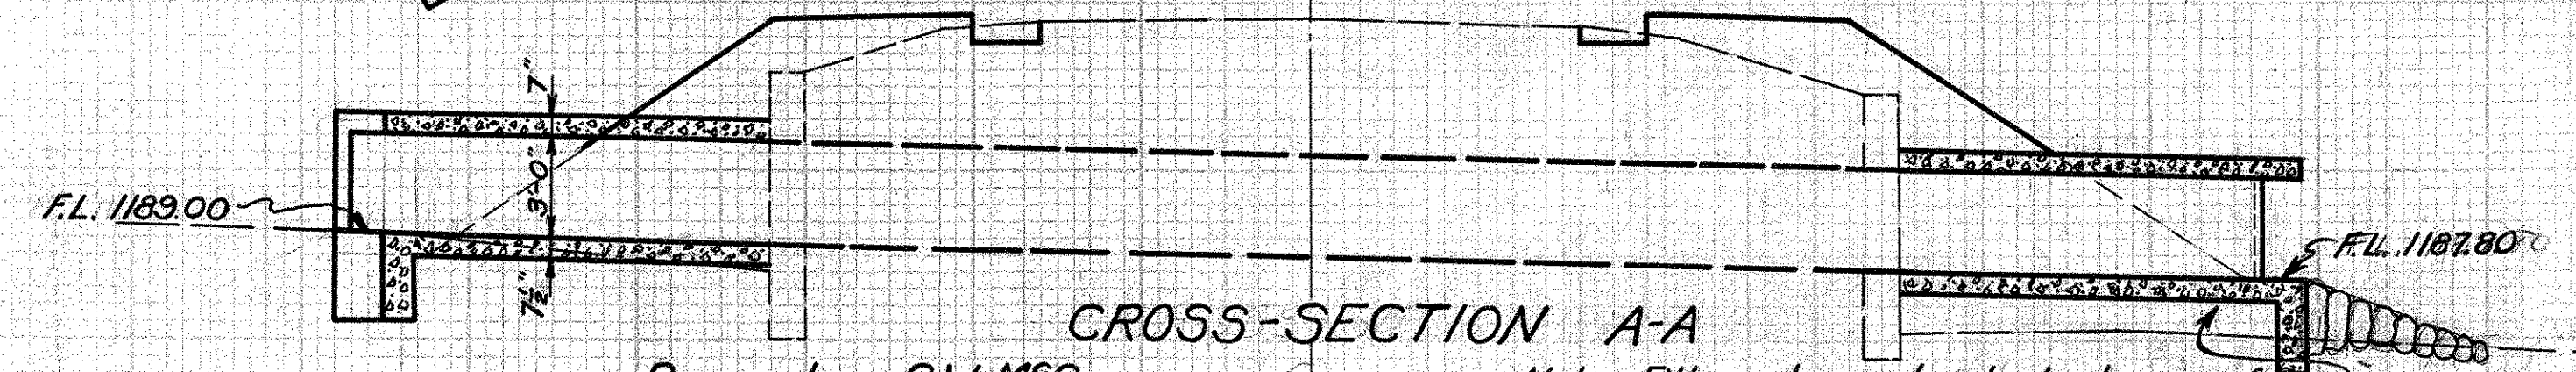 7"
3'-0"
7½"
F.L. 1189.00
F.L. 1187.80
CROSS-SECTION A-A